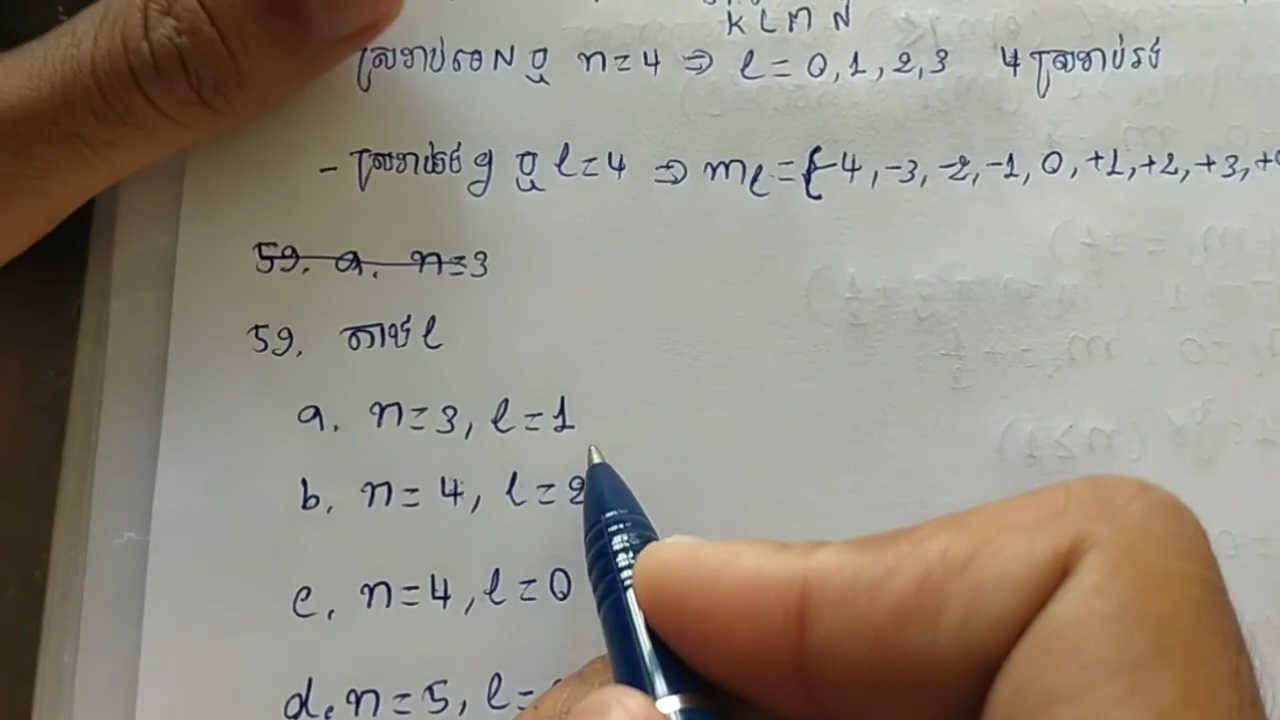 K L M N
ស្រទាប់ N ឬ n=4 ⇒ ℓ = 0,1,2,3 4 ស្រទាប់រង
- ស្រទាប់រង g ឬ ℓ=4 ⇒ mℓ={-4,-3,-2,-1,0,+1,+2,+3,
59. a. n=3
59. តាង ℓ
a. n=3, ℓ=1
b. n=4, ℓ=2
c. n=4, ℓ=0
d. n=5, ℓ=